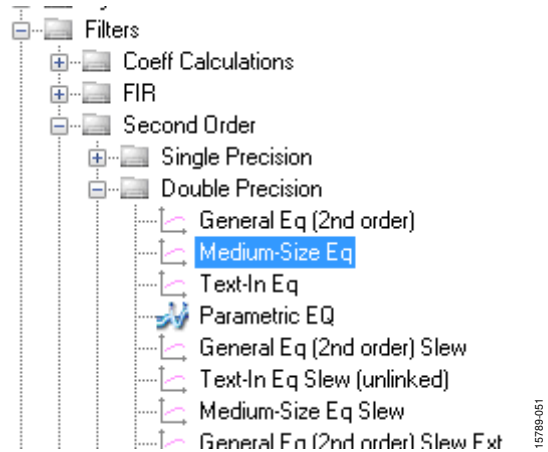 Filters
Coeff Calculations
FIR
Second Order
Single Precision
Double Precision
General Eq (2nd order)
Medium-Size Eq
Text-In Eq
Parametric EQ
General Eq (2nd order) Slew
Text-In Eq Slew (unlinked)
Medium-Size Eq Slew
General Eq (2nd order) Slew Ext
15789-051